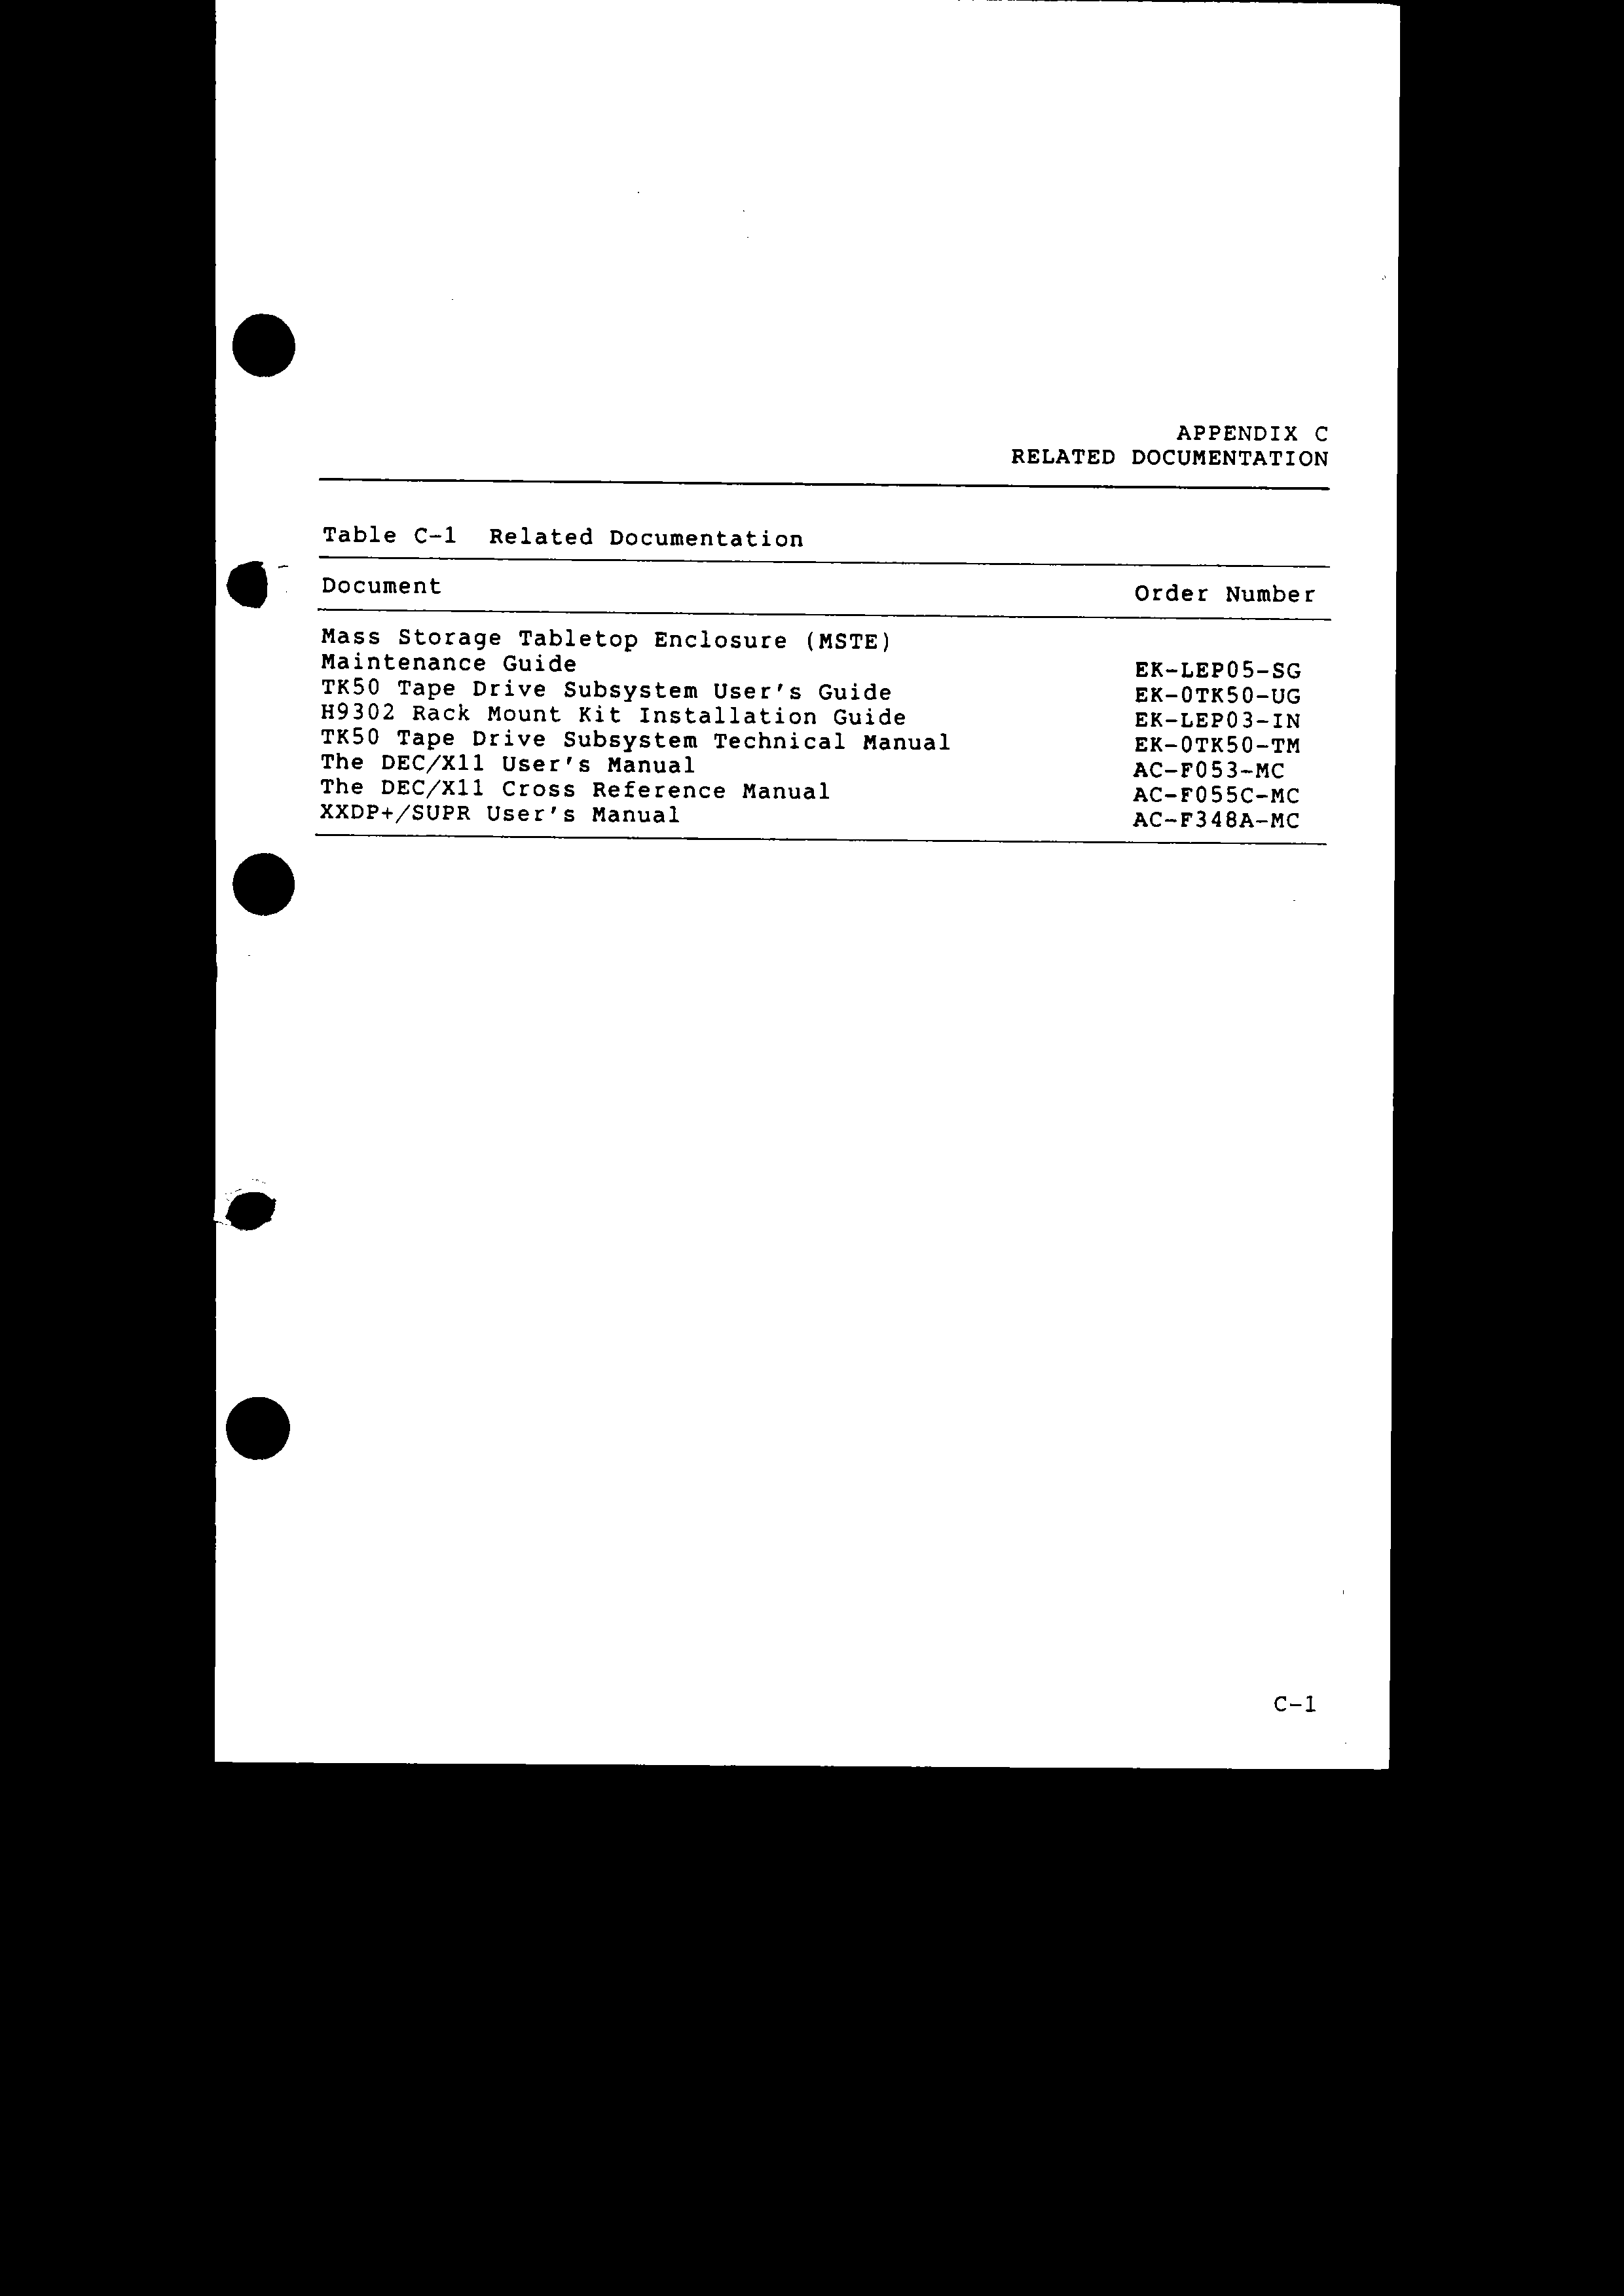 APPENDIX C
RELATED DOCUMENTATION
Table C-1 Related Documentation
Document Order Number
Mass Storage Tabletop Enclosure (MSTE)
Maintenance Guide EK-LEP05-SG
TK50 Tape Drive Subsystem User's Guide EK-0TK50-UG
H9302 Rack Mount Kit Installation Guide EK-LEP03-IN
TK50 Tape Drive Subsystem Technical Manual EK-0TK50-TM
The DEC/X11 User's Manual AC-F053-MC
The DEC/X11 Cross Reference Manual AC-F055C-MC
XXDP+/SUPR User's Manual AC-F348A-MC
C-1